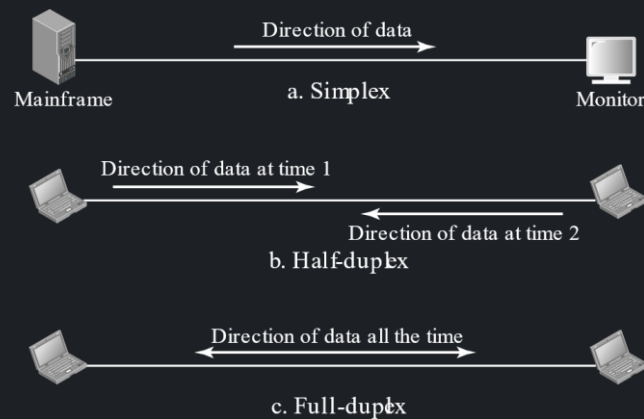 Direction of data
Mainframe
Monitor
a. Simplex
Direction of data at time 1
Direction of data at time 2
b. Half-duplex
Direction of data all the time
c. Full-duplex